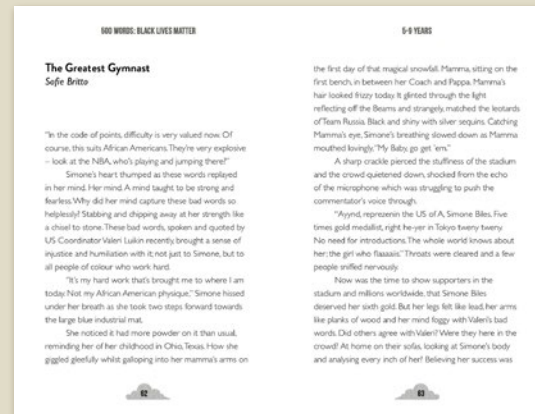 500 WORDS: BLACK LIVES MATTER
The Greatest Gymnast
Sofie Britto
"In the code of points, difficulty is very valued now. Of
course, this suits African Americans. They're very explosive
– look at the NBA, who's playing and jumping there?"
Simone's heart thumped as these words replayed
in her mind. Her mind. A mind taught to be strong and
fearless. Why did her mind capture these bad words so
helplessly? Stabbing and chipping away at her strength like
a chisel to stone. These bad words, spoken and quoted by
US Coordinator Valeri Luikin recently, brought a sense of
injustice and humiliation with it; not just to Simone, but to
all people of colour who work hard.
"It's my hard work that's brought me to where I am
today. Not my African American physique," Simone hissed
under her breath as she took two steps forward towards
the large blue industrial mat.
She noticed it had more powder on it than usual,
reminding her of her childhood in Ohio, Texas. How she
giggled gleefully whilst galloping into her mamma's arms on
62
5-9 YEARS
the first day of that magical snowfall. Mamma, sitting on the
first bench, in between her Coach and Pappa. Mamma's
hair looked frizzy today. It glinted through the light
reflecting off the Beams and strangely, matched the leotards
of Team Russia. Black and shiny with silver sequins. Catching
Mamma's eye, Simone's breathing slowed down as Mamma
mouthed lovingly, "My Baby, go get 'em."
A sharp crackle pierced the stuffiness of the stadium
and the crowd quietened down, shocked from the echo
of the microphone which was struggling to push the
commentator's voice through.
"Ayynd, reprezenin the US of A, Simone Biles. Five
times gold medallist, right he-yer in Tokyo tweny tweny.
No need for introductions. The whole world knows about
her; the girl who flaaaais." Throats were cleared and a few
people sniffed nervously.
Now was the time to show supporters in the
stadium and millions worldwide, that Simone Biles
deserved her sixth gold. But her legs felt like lead, her arms
like planks of wood and her mind foggy with Valeri's bad
words. Did others agree with Valeri? Were they here in the
crowd? At home on their sofas, looking at Simone's body
and analysing every inch of her! Believing her success was
63